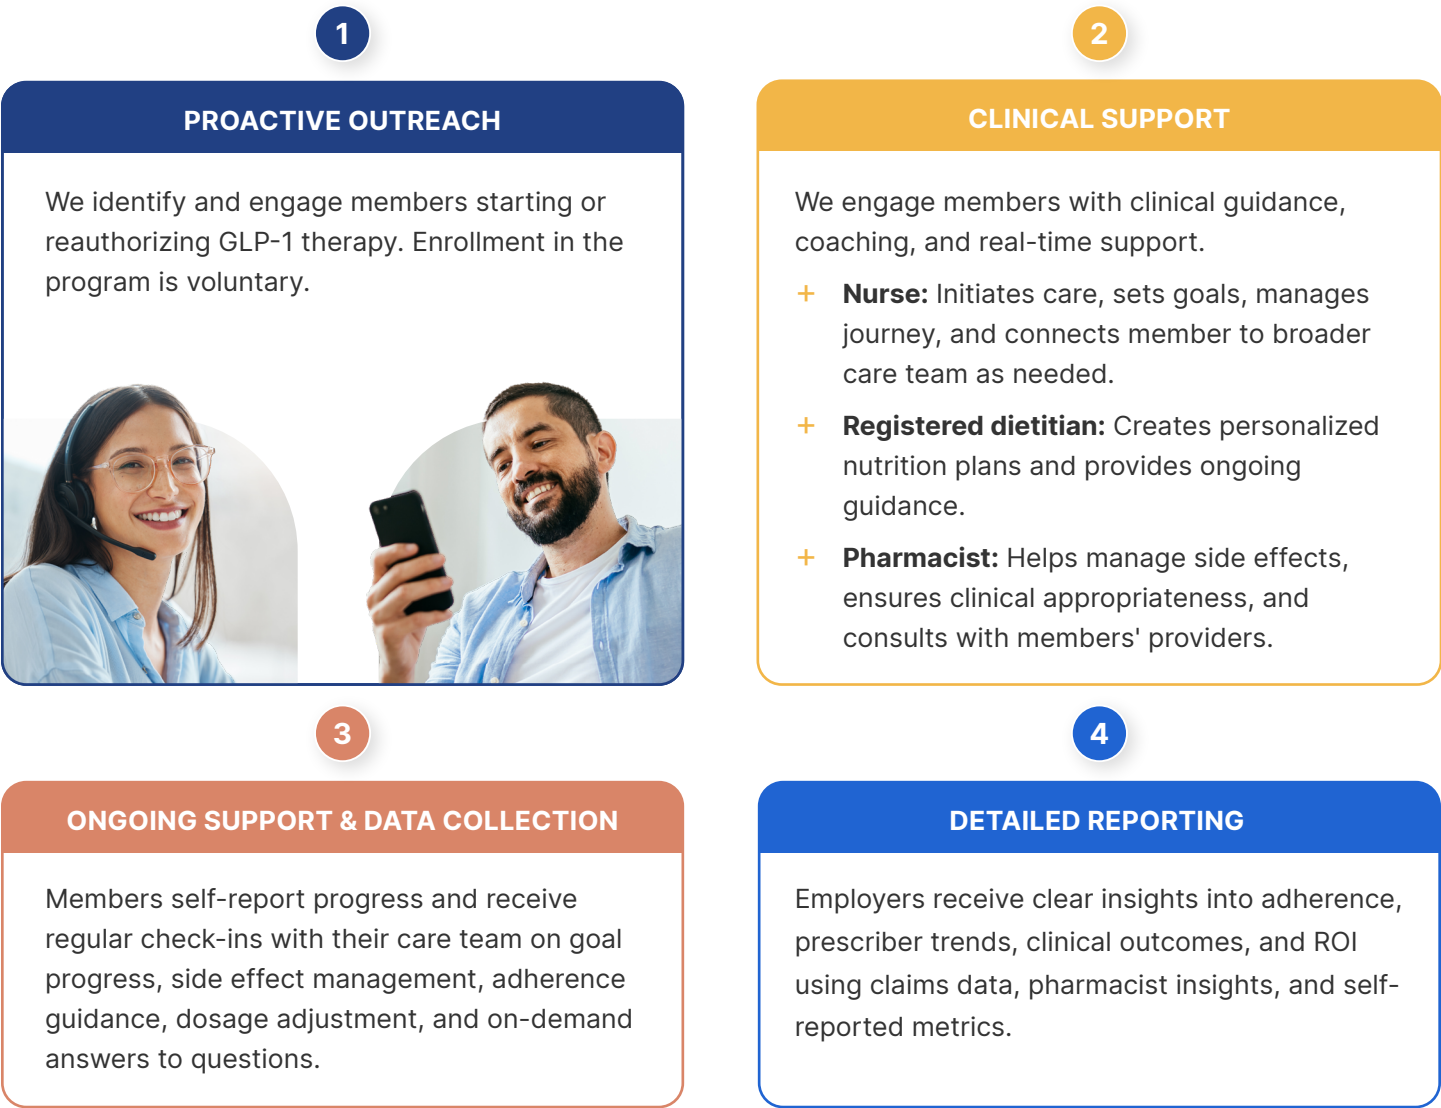 1
PROACTIVE OUTREACH
We identify and engage members starting or
reauthorizing GLP-1 therapy. Enrollment in the
program is voluntary.
2
CLINICAL SUPPORT
We engage members with clinical guidance,
coaching, and real-time support.
+ Nurse: Initiates care, sets goals, manages
journey, and connects member to broader
care team as needed.
+ Registered dietitian: Creates personalized
nutrition plans and provides ongoing
guidance.
+ Pharmacist: Helps manage side effects,
ensures clinical appropriateness, and
consults with members' providers.
3
ONGOING SUPPORT & DATA COLLECTION
Members self-report progress and receive
regular check-ins with their care team on goal
progress, side effect management, adherence
guidance, dosage adjustment, and on-demand
answers to questions.
4
DETAILED REPORTING
Employers receive clear insights into adherence,
prescriber trends, clinical outcomes, and ROI
using claims data, pharmacist insights, and self-
reported metrics.